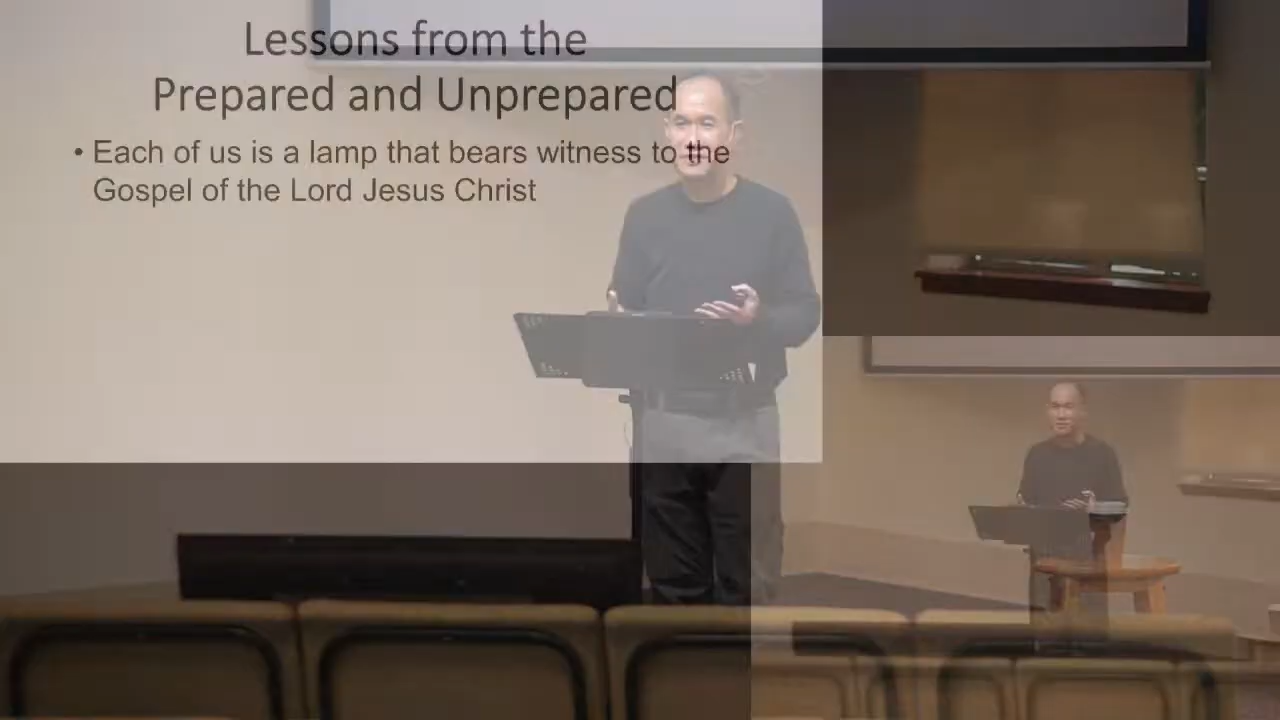 Lessons from the
Prepared and Unprepared
• Each of us is a lamp that bears witness to the
Gospel of the Lord Jesus Christ